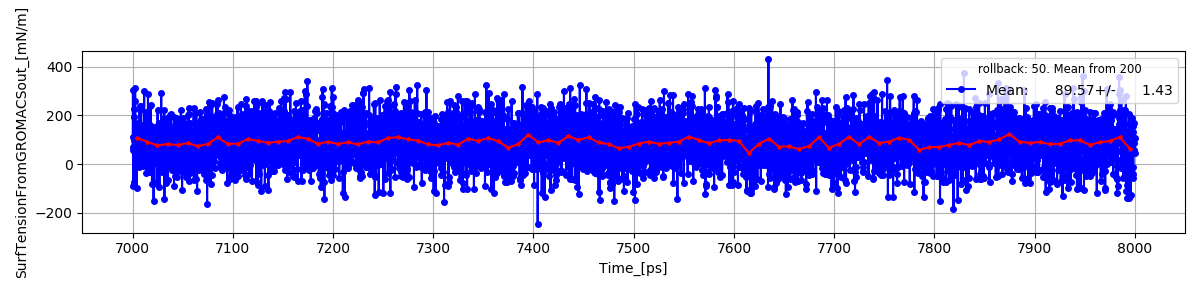 SurfTensionFromGROMACSout_[mN/m]
400
200
0
−200
rollback: 50. Mean from 200
Mean: 89.57+/- 1.43
7000 7100 7200 7300 7400 7500 7600 7700 7800 7900 8000
Time_[ps]